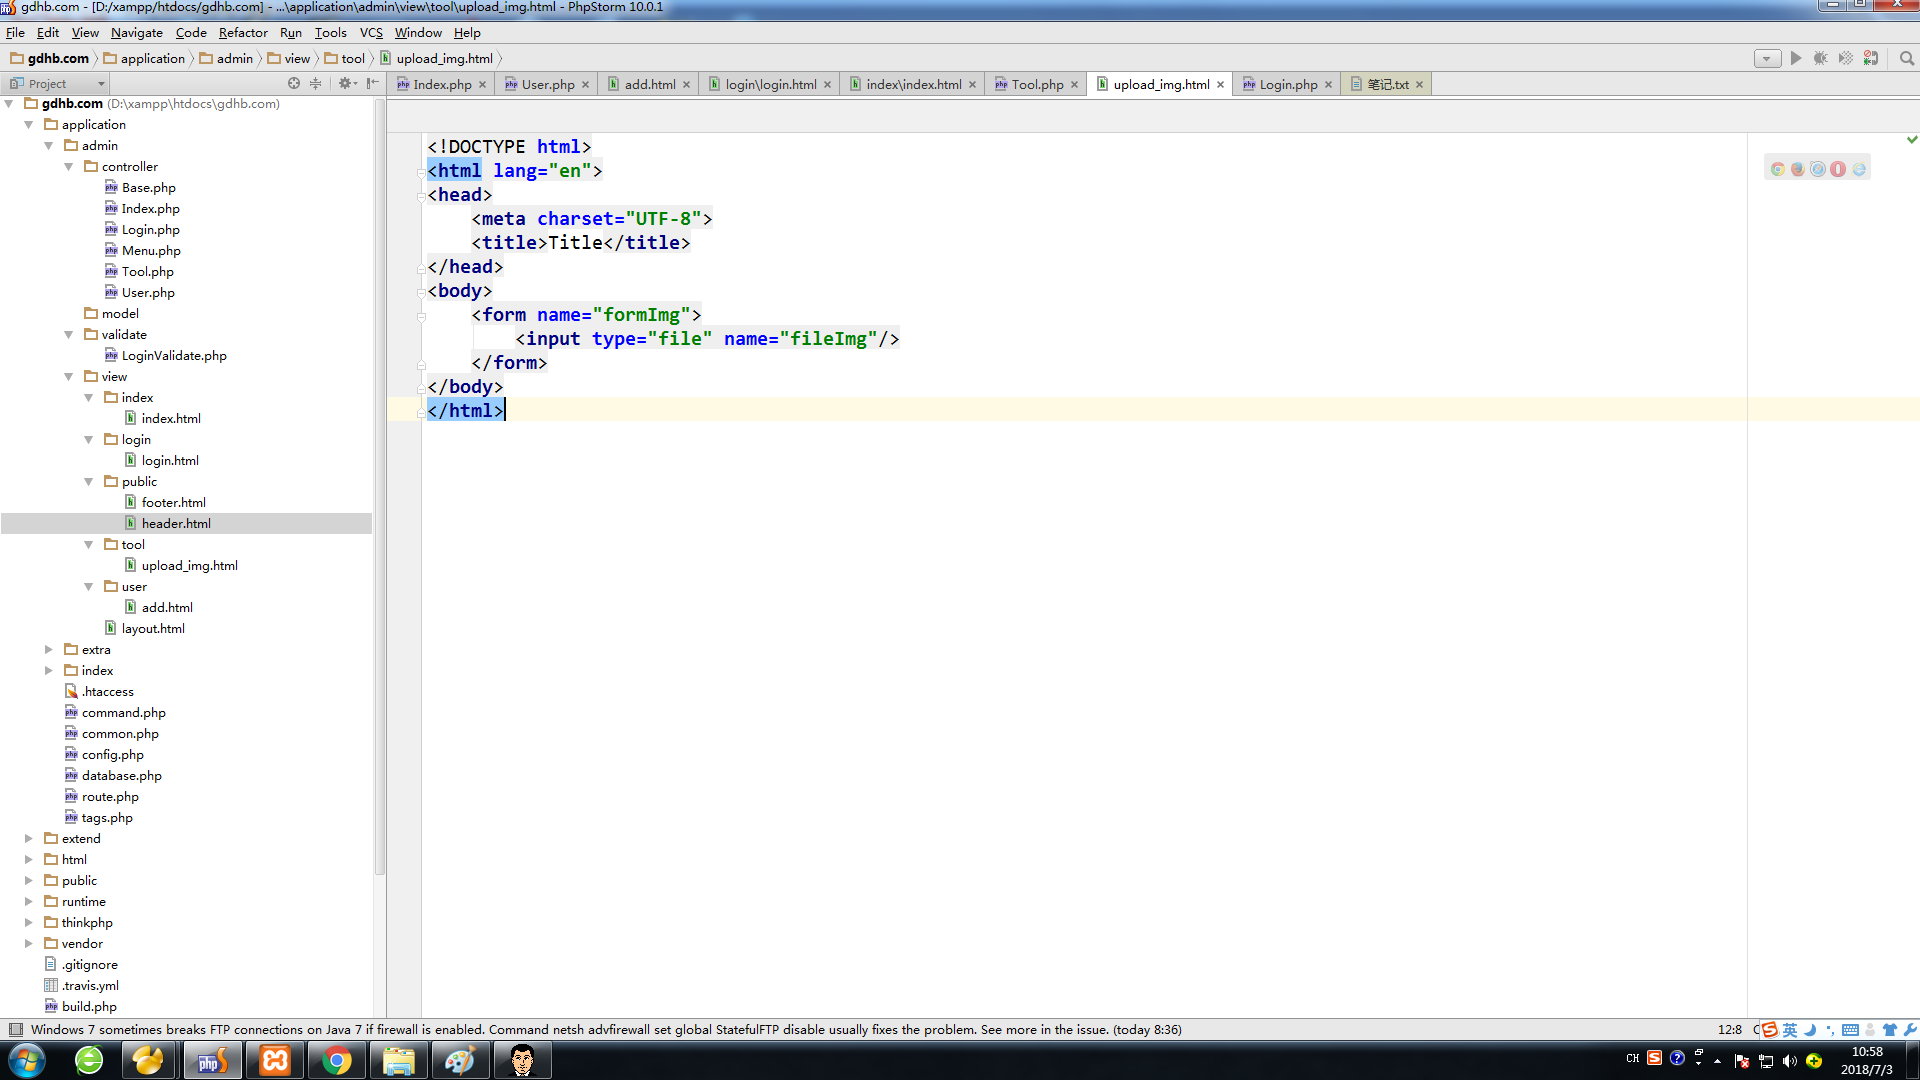 gdhb.com - [D:/xampp/htdocs/gdhb.com] - ...\application\admin\view\tool\upload_img.html - PhpStorm 10.0.1
File Edit View Navigate Code Refactor Run Tools VCS Window Help
gdhb.com application admin view tool upload_img.html
Project
Index.php User.php add.html login\login.html index\index.html Tool.php upload_img.html Login.php 笔记.txt
gdhb.com (D:\xampp\htdocs\gdhb.com)
application
admin
controller
Base.php
Index.php
Login.php
Menu.php
Tool.php
User.php
model
validate
LoginValidate.php
view
index
index.html
login
login.html
public
footer.html
header.html
tool
upload_img.html
user
add.html
layout.html
extra
index
.htaccess
command.php
common.php
config.php
database.php
route.php
tags.php
extend
html
public
runtime
thinkphp
vendor
.gitignore
.travis.yml
build.php
<!DOCTYPE html>
<html lang="en">
<head>
<meta charset="UTF-8">
<title>Title</title>
</head>
<body>
<form name="formImg">
<input type="file" name="fileImg"/>
</form>
</body>
</html>
Windows 7 sometimes breaks FTP connections on Java 7 if firewall is enabled. Command netsh advfirewall set global StatefulFTP disable usually fixes the problem. See more in the issue. (today 8:36)
12:8
英
CH
10:58
2018/7/3